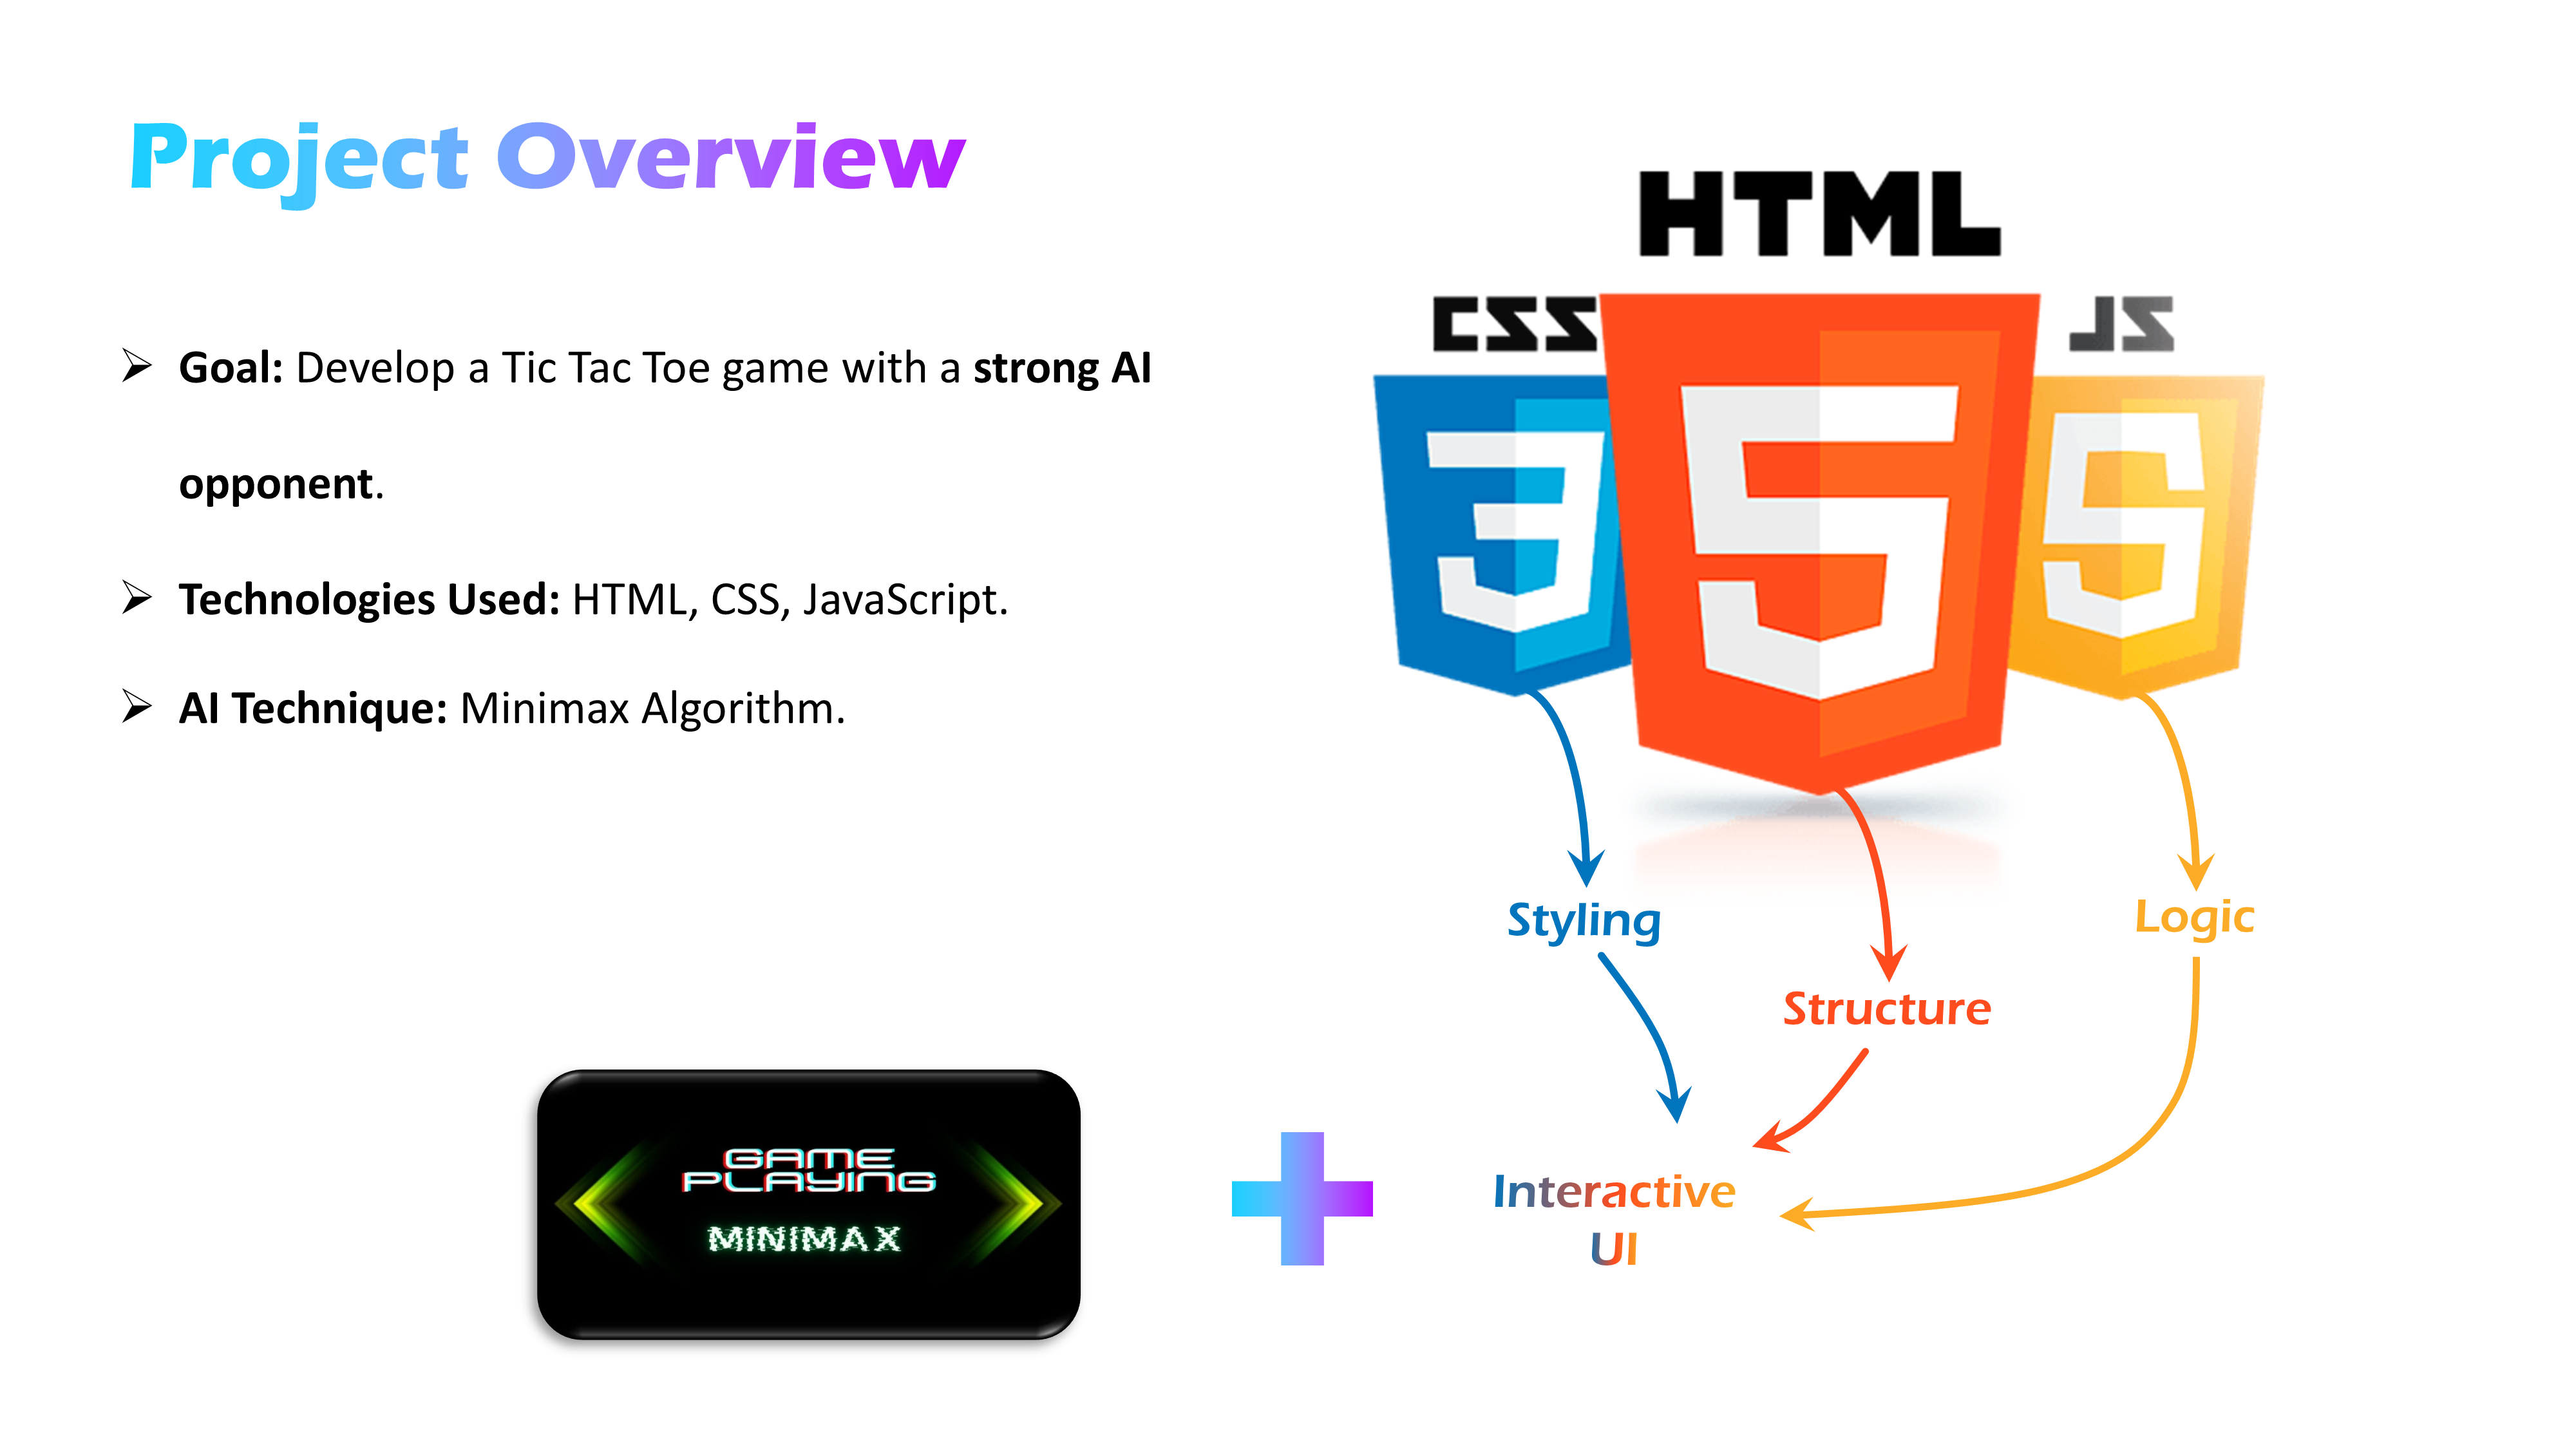 Project Overview
➢ Goal: Develop a Tic Tac Toe game with a strong AI
opponent.
➢ Technologies Used: HTML, CSS, JavaScript.
➢ AI Technique: Minimax Algorithm.
HTML
CSS
JS
3
5
5
Styling
Logic
Structure
Interactive
UI
GAME
PLAYING
MINIMAX